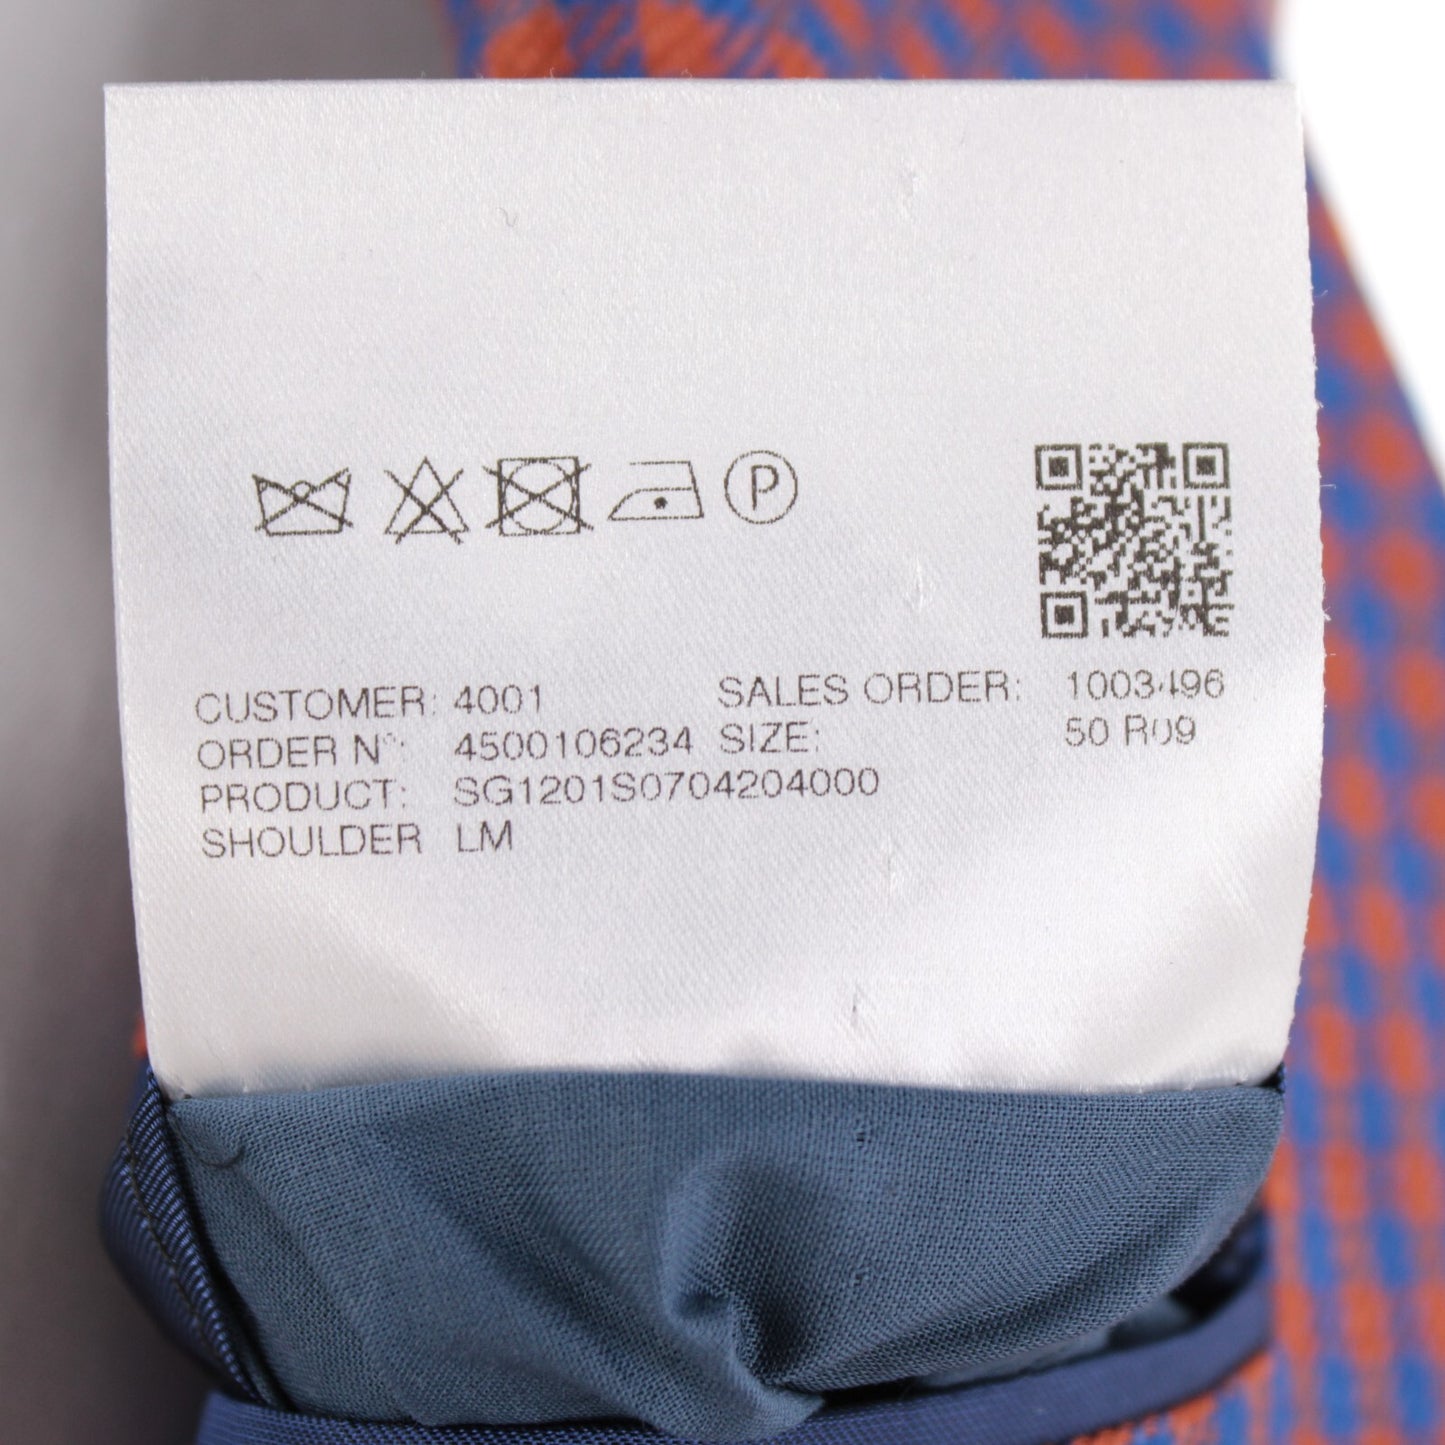 P
CUSTOMER: 4001 SALES ORDER: 1003496
ORDER N°: 4500106234 SIZE: 50 R09
PRODUCT: SG1201S0704204000
SHOULDER LM